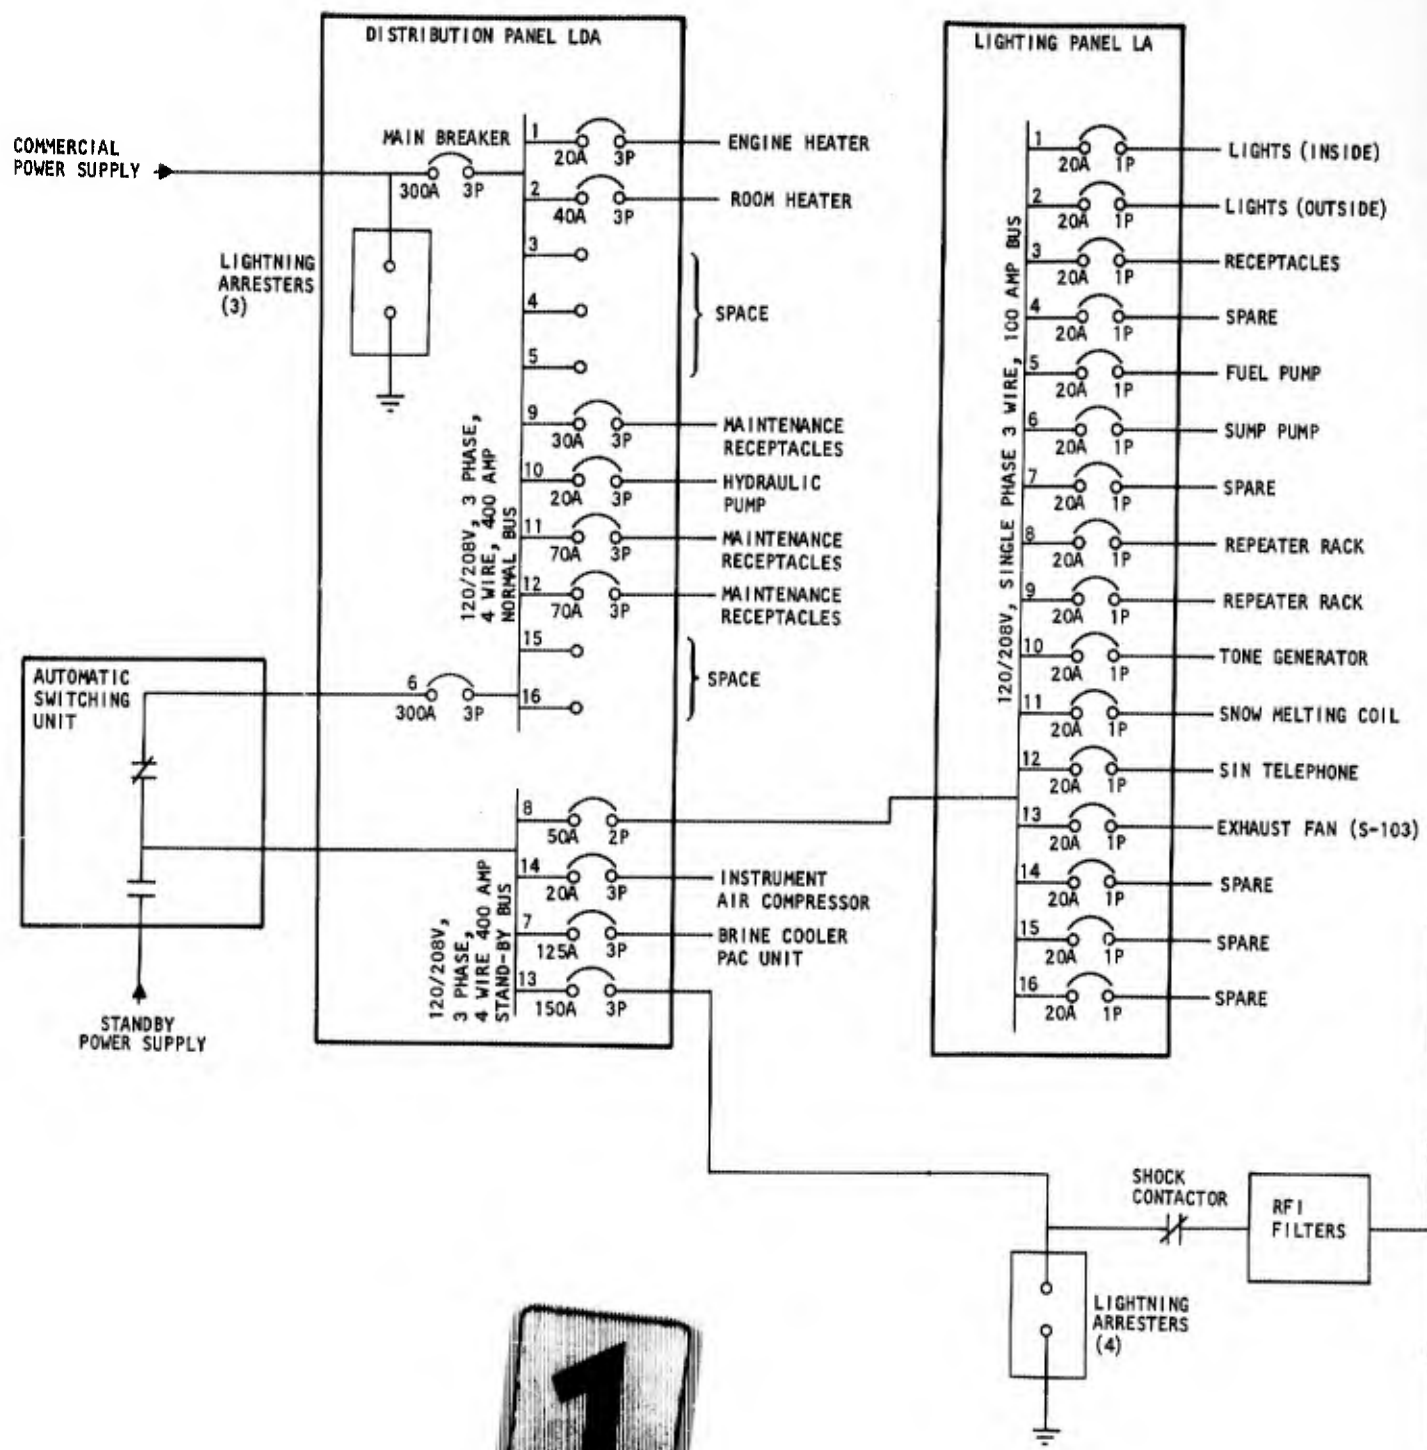 DISTRIBUTION PANEL LDA
COMMERCIAL
POWER SUPPLY
MAIN BREAKER
300A 3P
LIGHTNING
ARRESTERS
(3)
1
20A 3P
ENGINE HEATER
2
40A 3P
ROOM HEATER
3
4
5
SPACE
9
30A 3P
MAINTENANCE
RECEPTACLES
10
20A 3P
HYDRAULIC
PUMP
11
70A 3P
MAINTENANCE
RECEPTACLES
12
70A 3P
MAINTENANCE
RECEPTACLES
15
16
SPACE
120/208V, 3 PHASE,
4 WIRE, 400 AMP
NORMAL BUS
6
300A 3P
AUTOMATIC
SWITCHING
UNIT
STANDBY
POWER SUPPLY
8
50A 2P
14
20A 3P
INSTRUMENT
AIR COMPRESSOR
7
125A 3P
BRINE COOLER
PAC UNIT
13
150A 3P
120/208V,
3 PHASE,
4 WIRE 400 AMP
STAND-BY BUS
LIGHTING PANEL LA
120/208V, SINGLE PHASE 3 WIRE, 100 AMP BUS
1
20A 1P
LIGHTS (INSIDE)
2
20A 1P
LIGHTS (OUTSIDE)
3
20A 1P
RECEPTACLES
4
20A 1P
SPARE
5
20A 1P
FUEL PUMP
6
20A 1P
SUMP PUMP
7
20A 1P
SPARE
8
20A 1P
REPEATER RACK
9
20A 1P
REPEATER RACK
10
20A 1P
TONE GENERATOR
11
20A 1P
SNOW MELTING COIL
12
20A 1P
SIN TELEPHONE
13
20A 1P
EXHAUST FAN (S-103)
14
20A 1P
SPARE
15
20A 1P
SPARE
16
20A 1P
SPARE
SHOCK
CONTACTOR
RFI
FILTERS
LIGHTNING
ARRESTERS
(4)
1